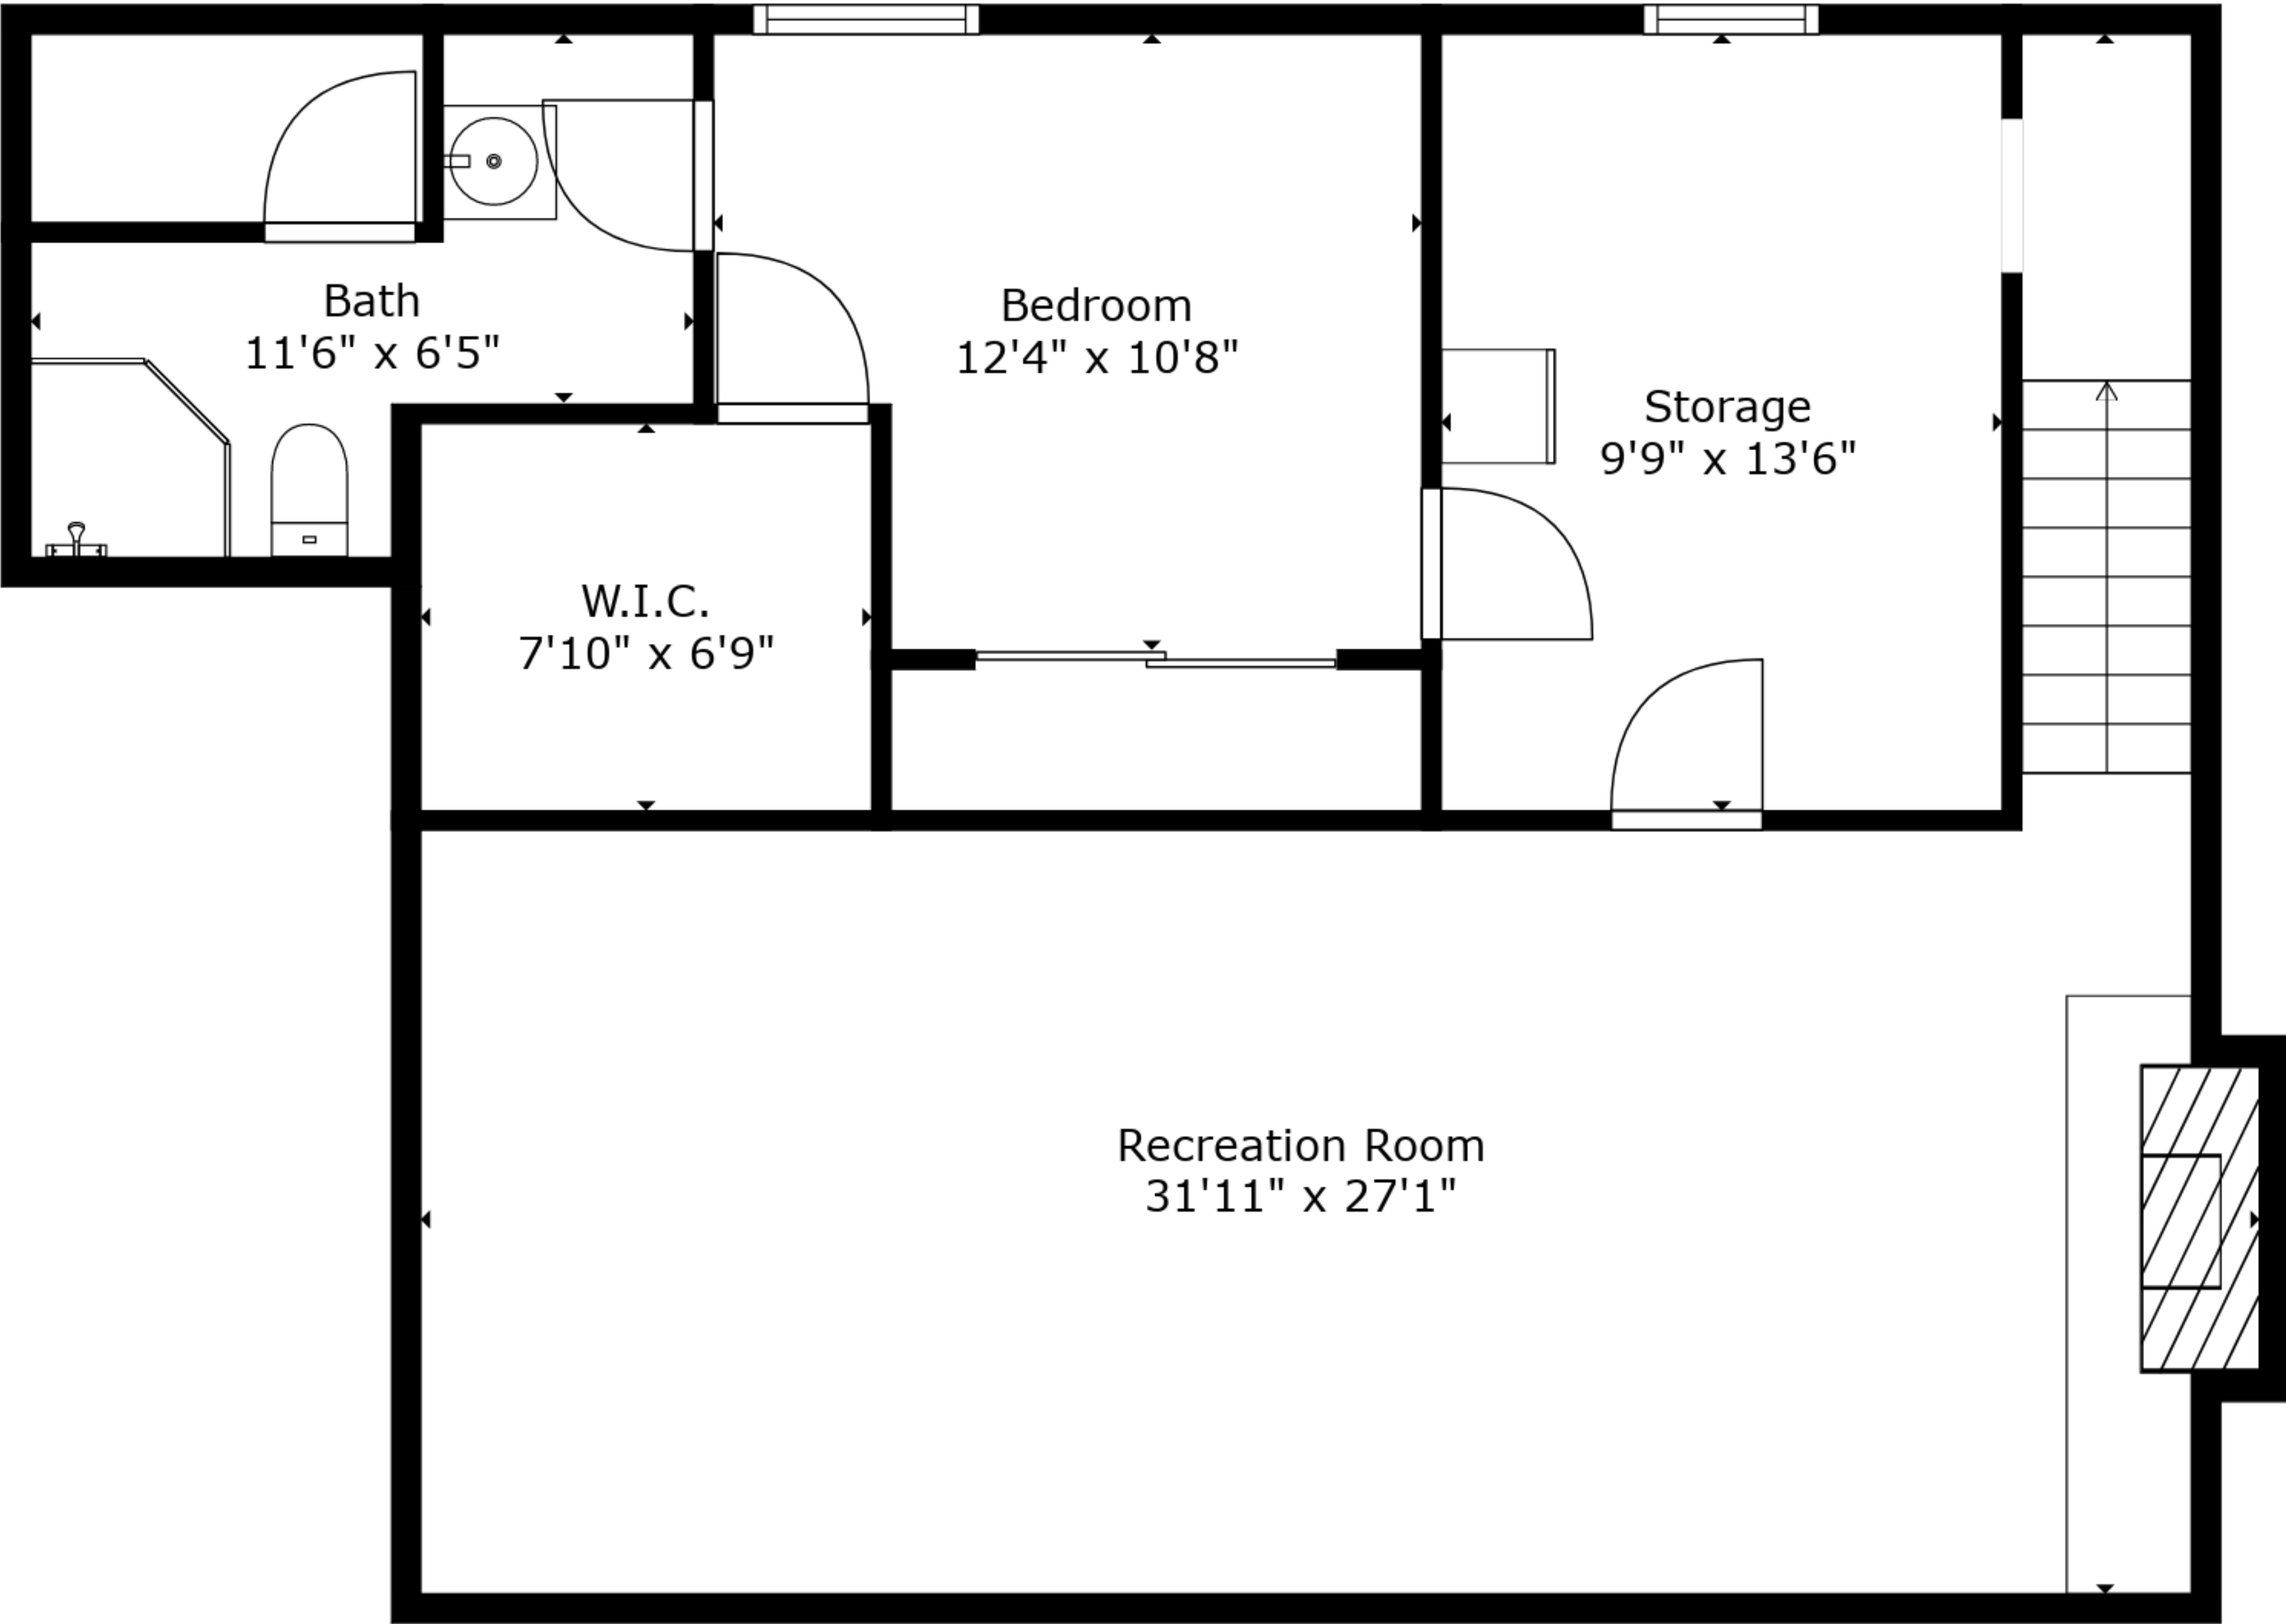 Bath
11'6" x 6'5"
Bedroom
12'4" x 10'8"
Storage
9'9" x 13'6"
W.I.C.
7'10" x 6'9"
Recreation Room
31'11" x 27'1"